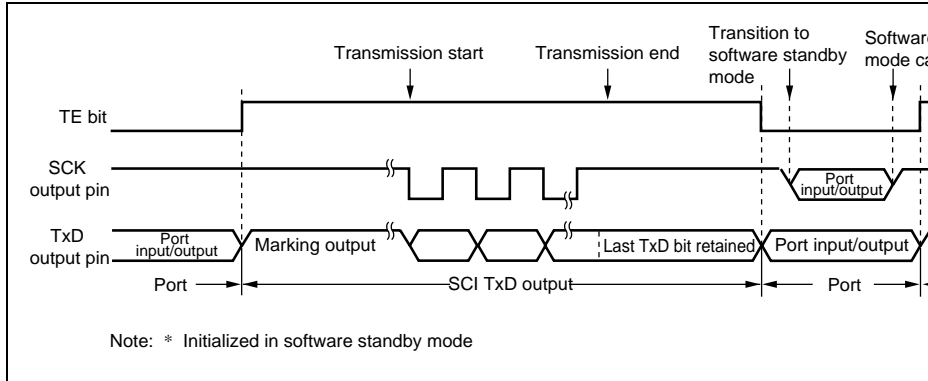 Transmission start
Transmission end
Transition to
software standby
mode
Software
mode ca
TE bit
SCK
output pin
Port
input/output
TxD
output pin
Port
input/output
Marking output
Last TxD bit retained
Port input/output
Port
SCI TxD output
Port
Note: * Initialized in software standby mode